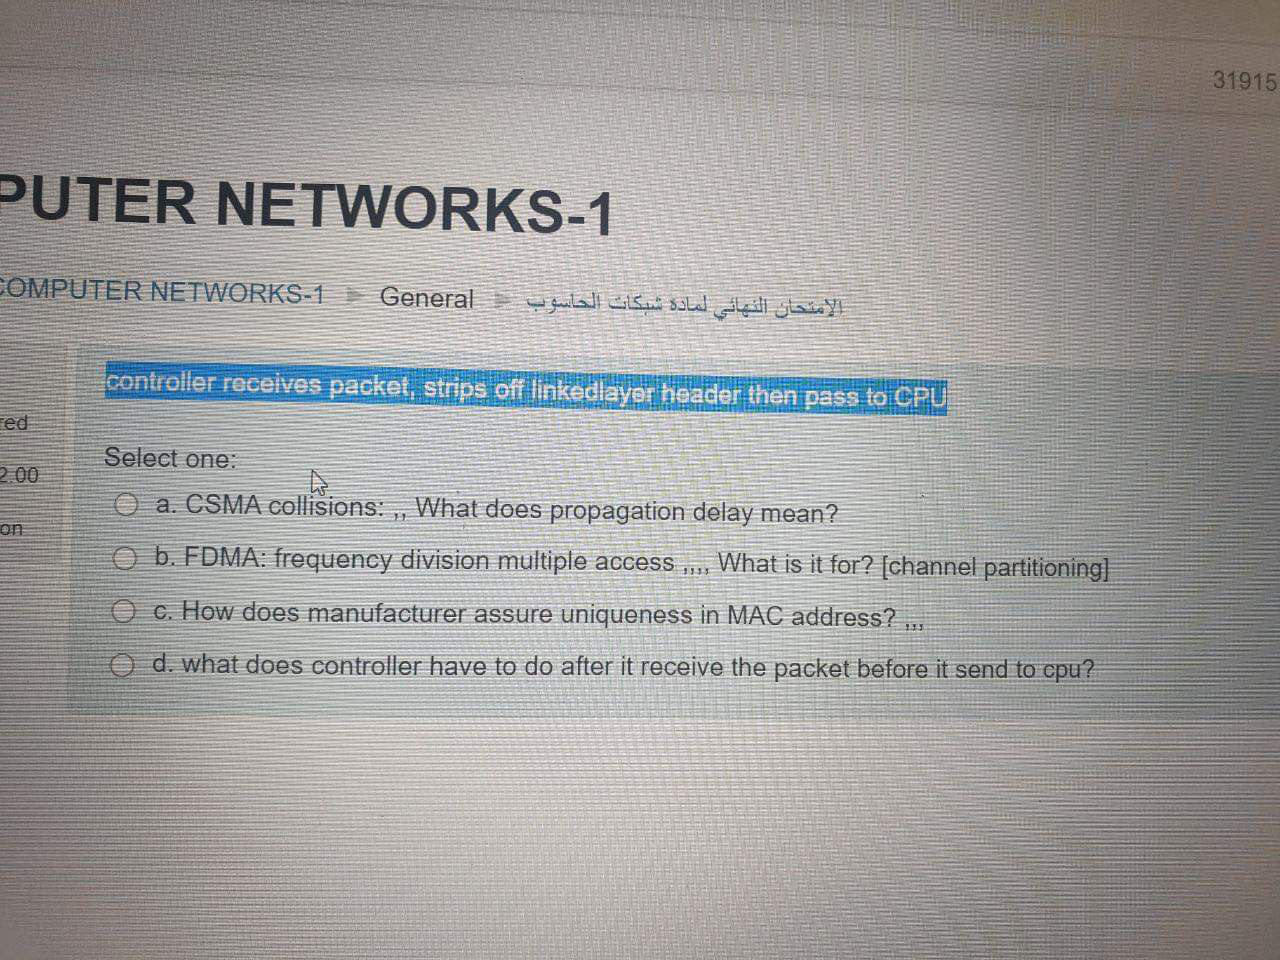 31915
PUTER NETWORKS-1
COMPUTER NETWORKS-1 General الامتحان النهائي لمادة شبكات الحاسوب
controller receives packet, strips off linkedlayer header then pass to CPU
red
Select one:
2.00
a. CSMA collisions: ,, What does propagation delay mean?
on
b. FDMA: frequency division multiple access ,,,, What is it for? [channel partitioning]
c. How does manufacturer assure uniqueness in MAC address? ,,,
d. what does controller have to do after it receive the packet before it send to cpu?